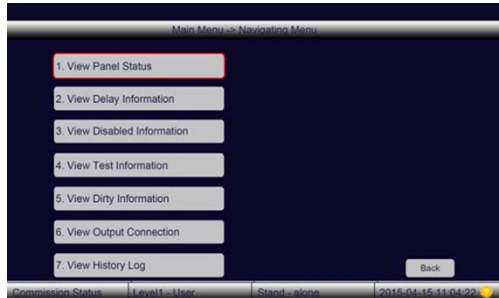 Main Menu -> Navigating Menu
1. View Panel Status
2. View Delay Information
3. View Disabled Information
4. View Test Information
5. View Dirty Information
6. View Output Connection
7. View History Log
Back
Commission Status Level1 - User Stand - alone 2015-04-15 11:04:22